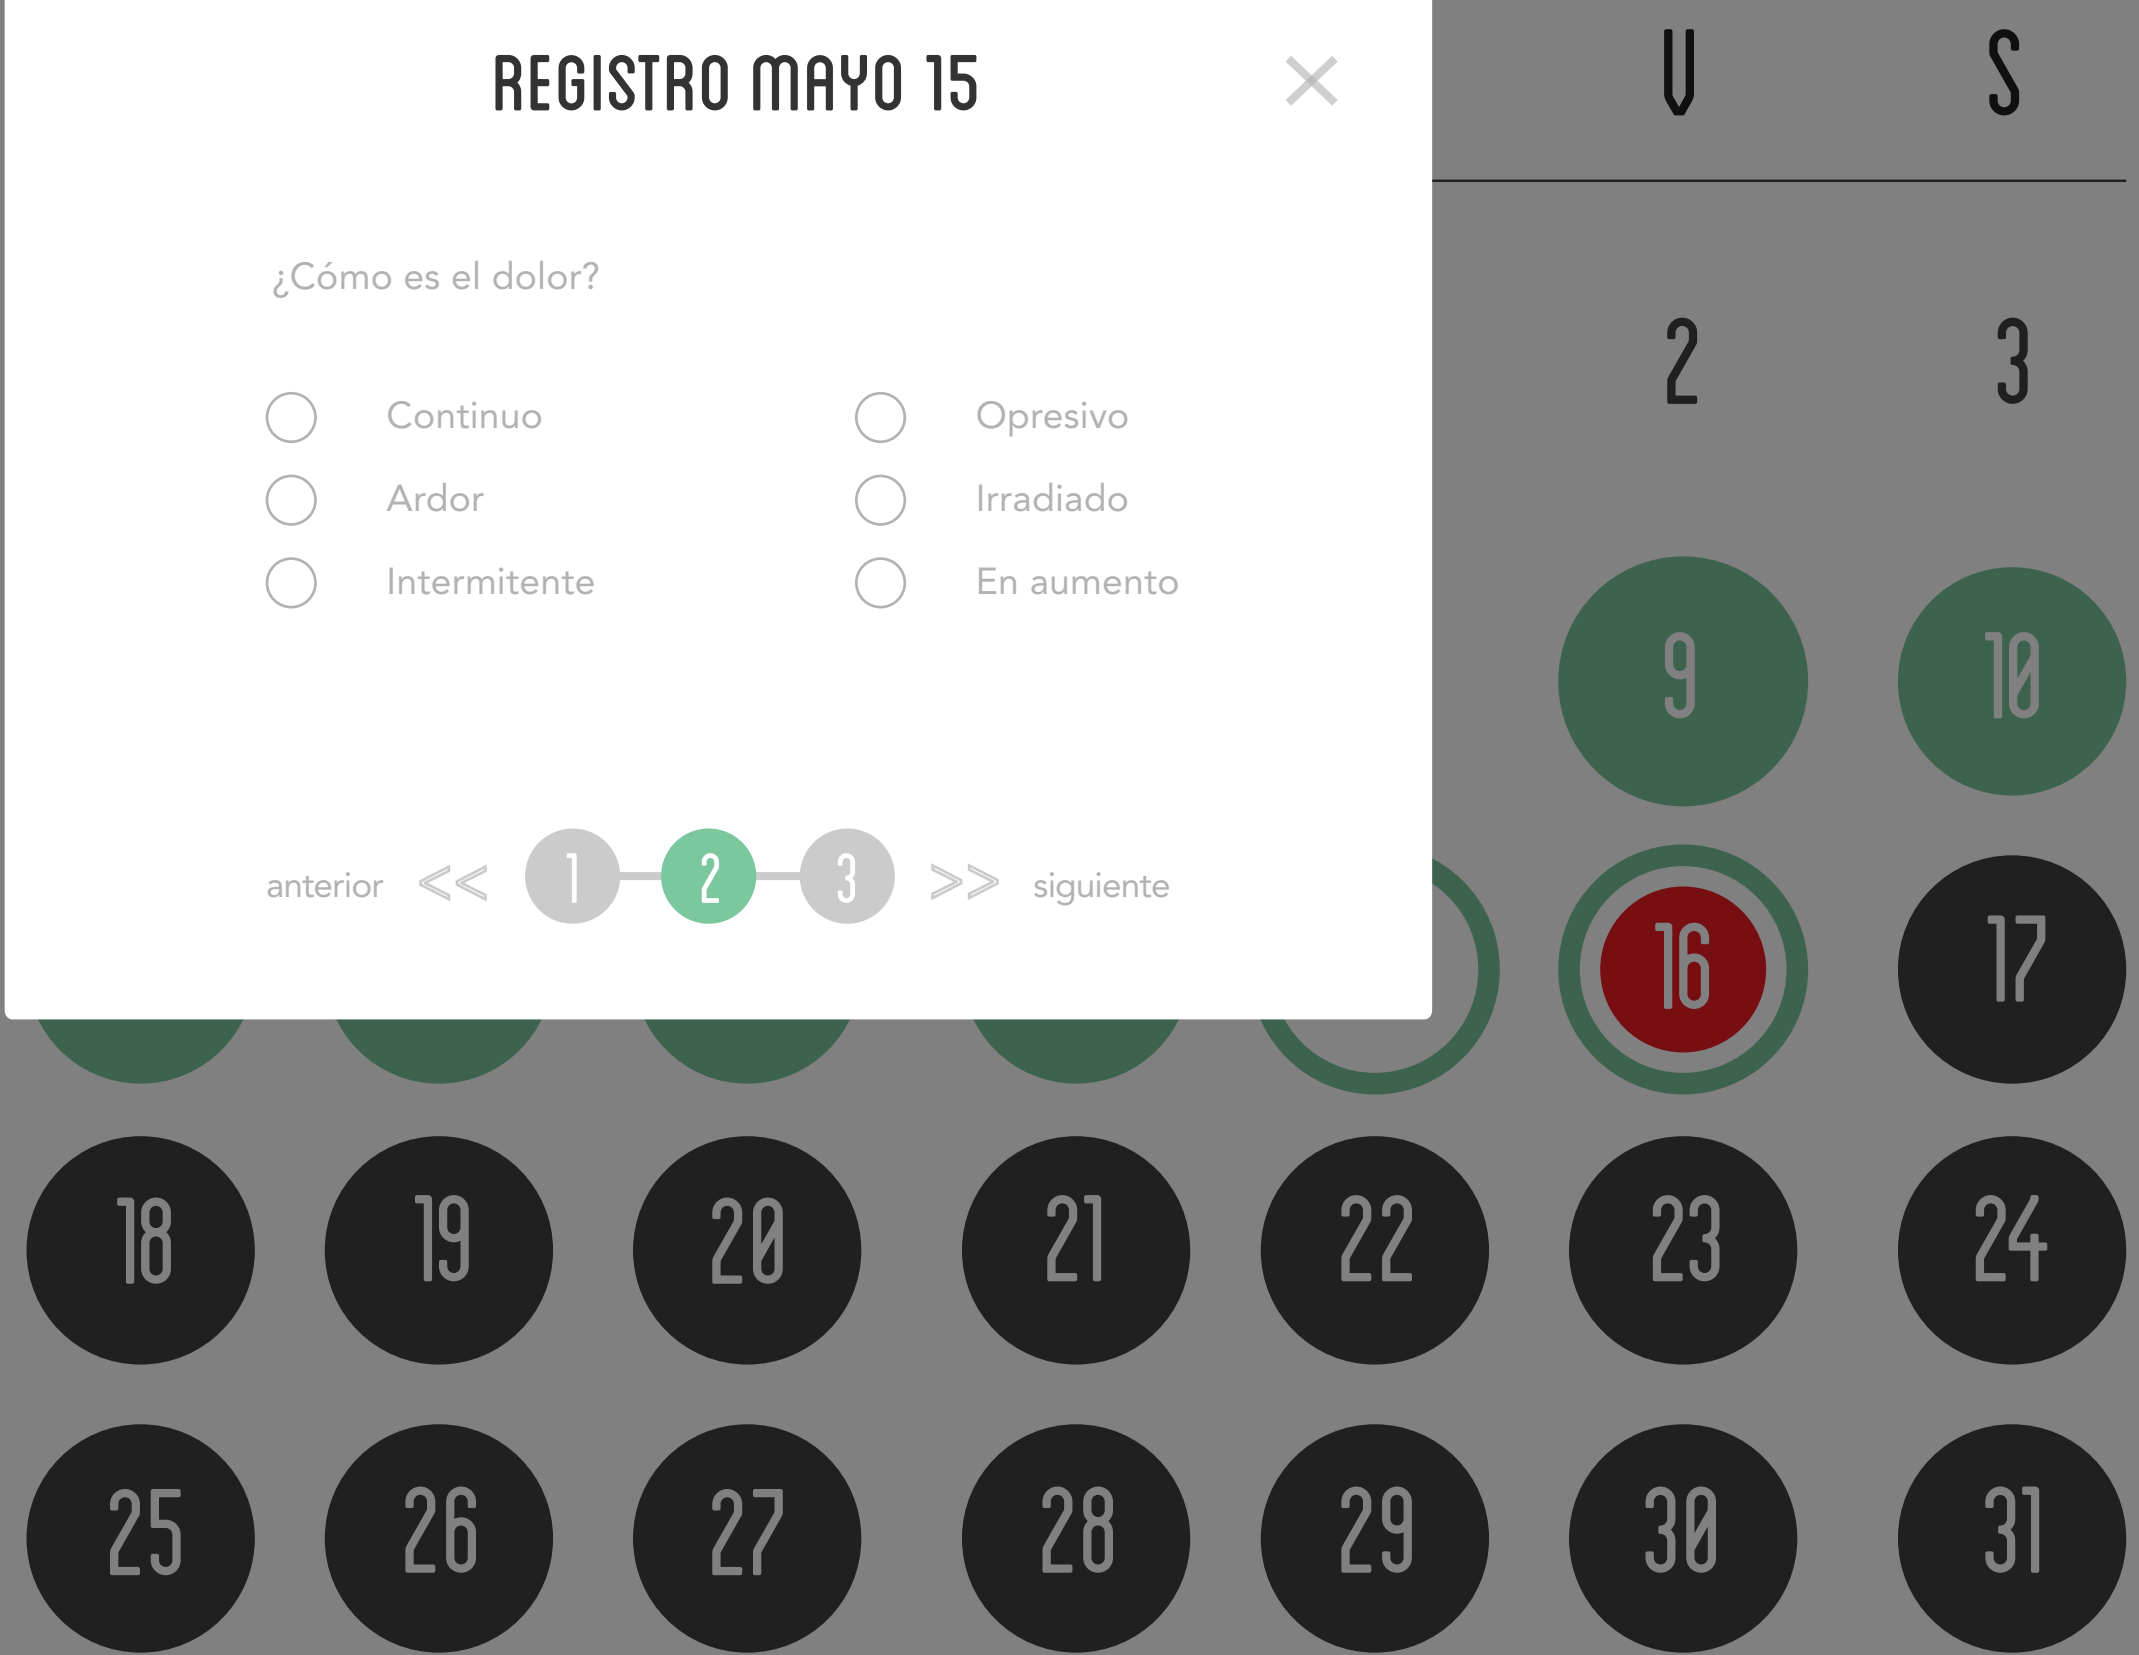 REGISTRO MAYO 15
V S
¿Cómo es el dolor?
2 3
Continuo Opresivo
Ardor Irradiado
Intermitente En aumento
9 10
anterior << 1 2 3 >> siguiente
16 17
18 19 20 21 22 23 24
25 26 27 28 29 30 31